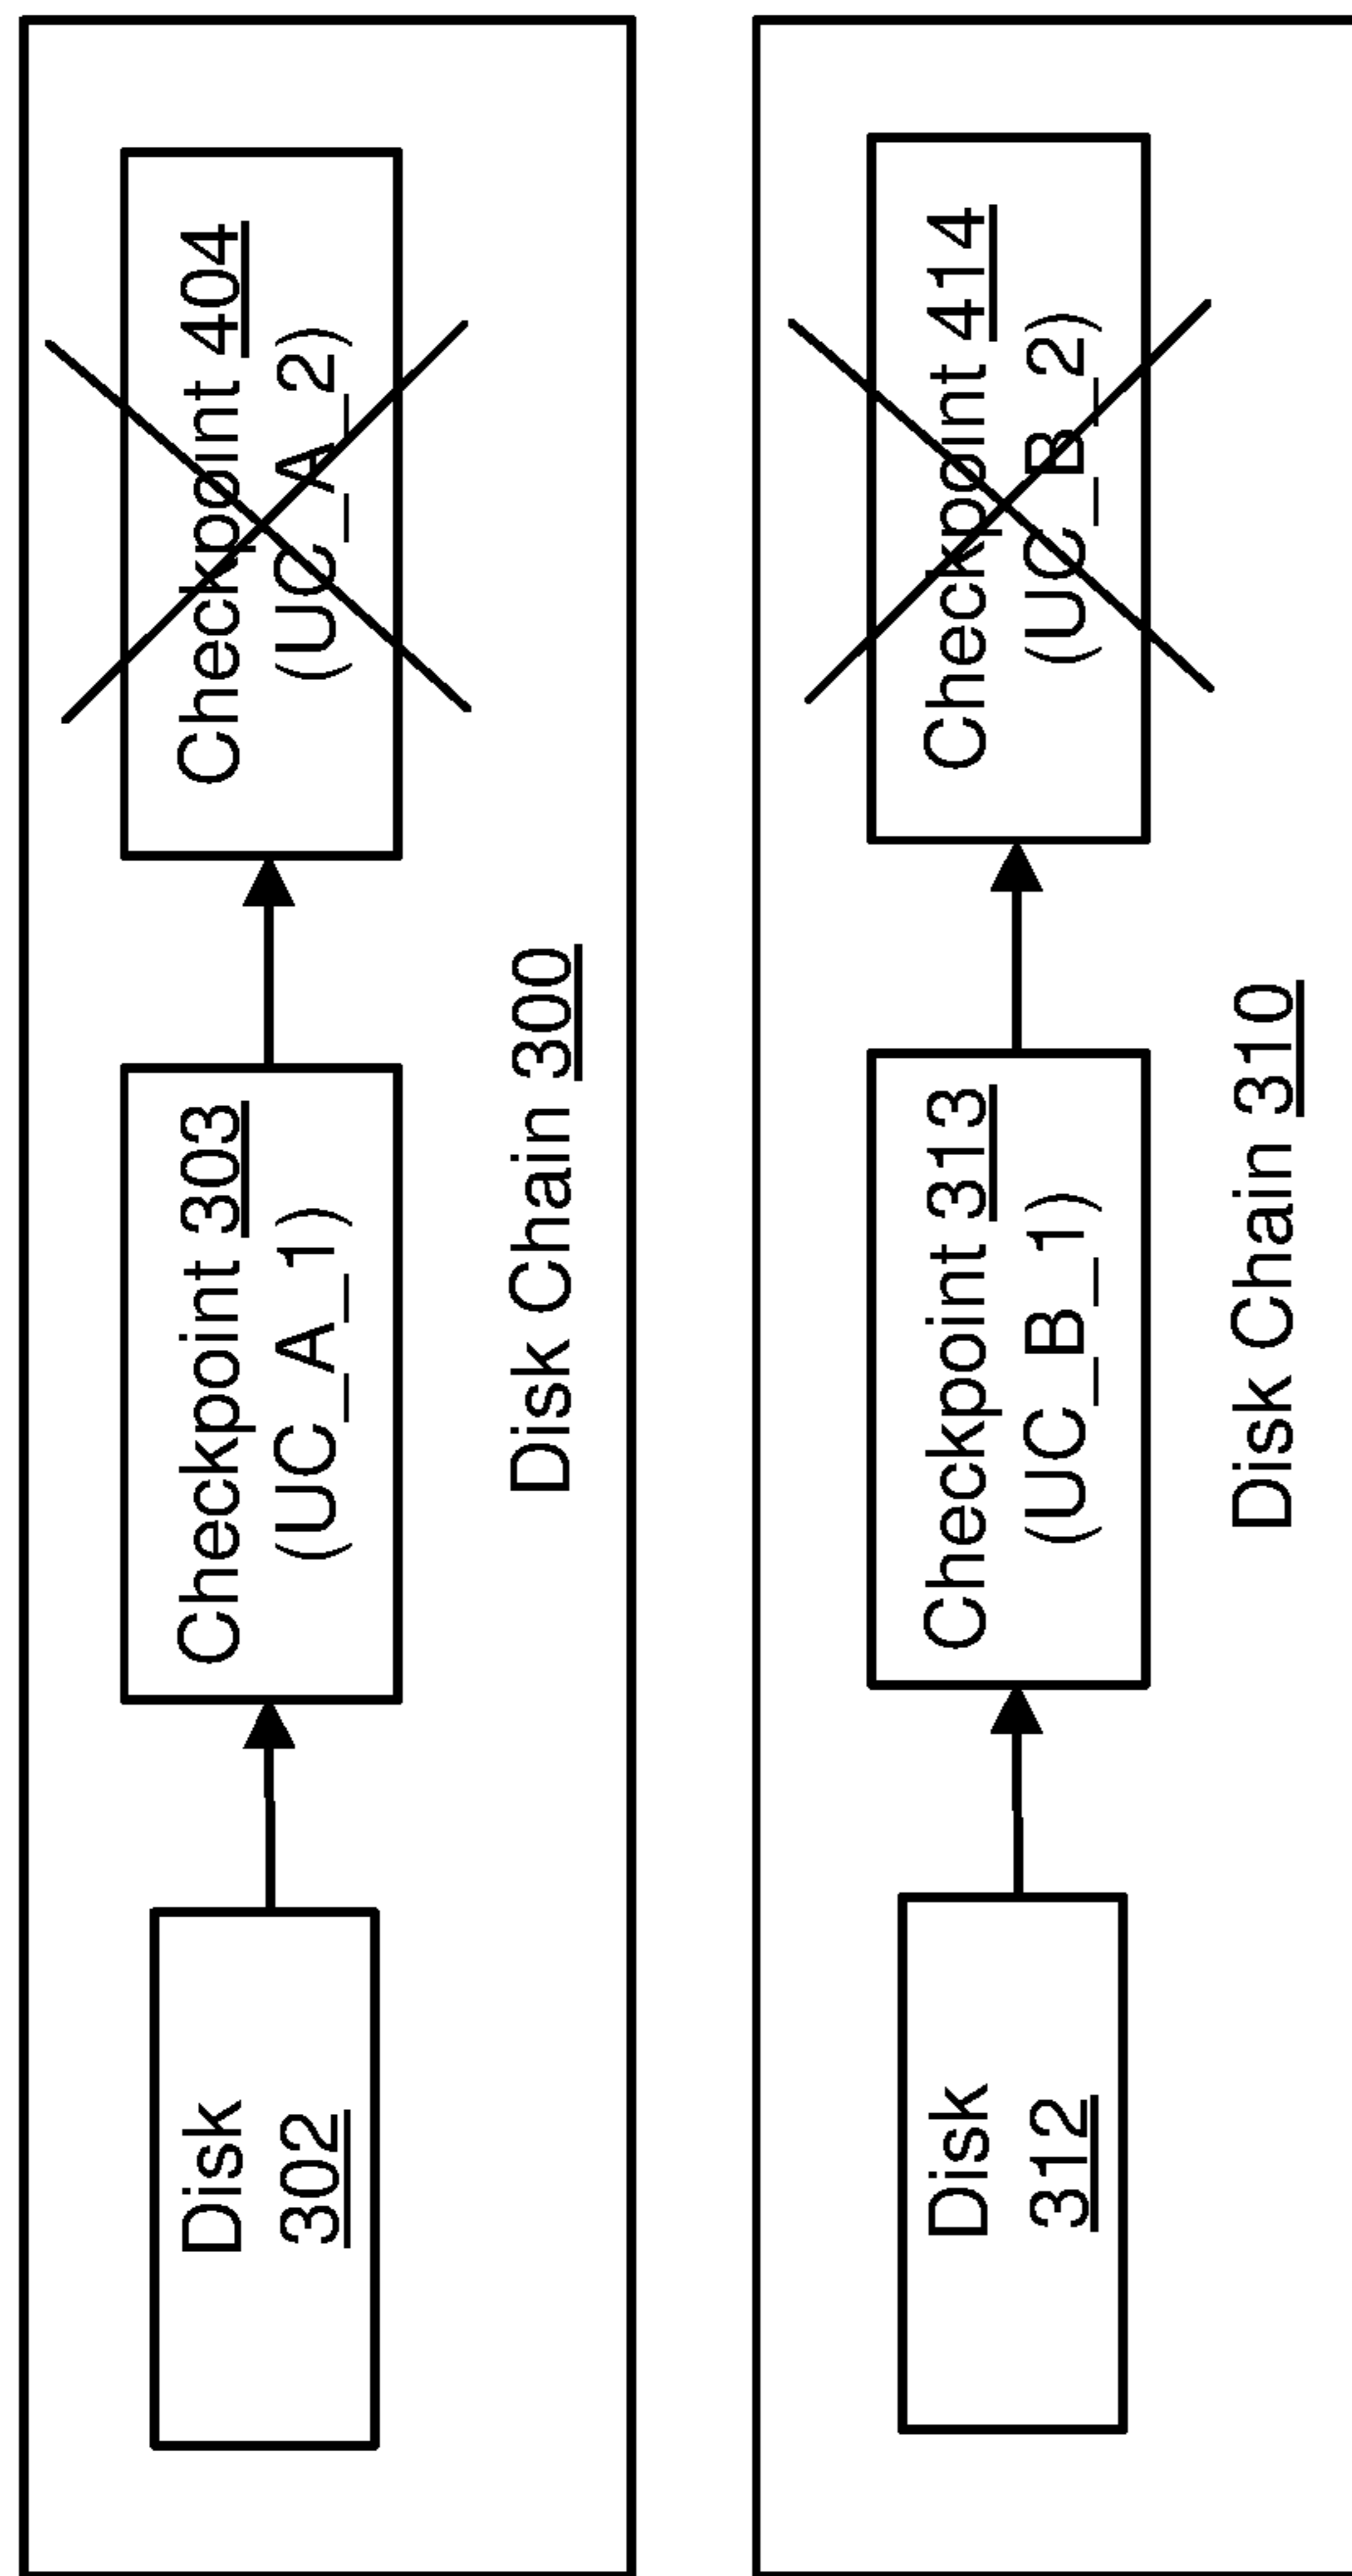 Disk
302
Checkpoint 303
(UC_A_1)
Checkpoint 404
(UC_A_2)
Disk Chain 300
Disk
312
Checkpoint 313
(UC_B_1)
Checkpoint 414
(UC_B_2)
Disk Chain 310